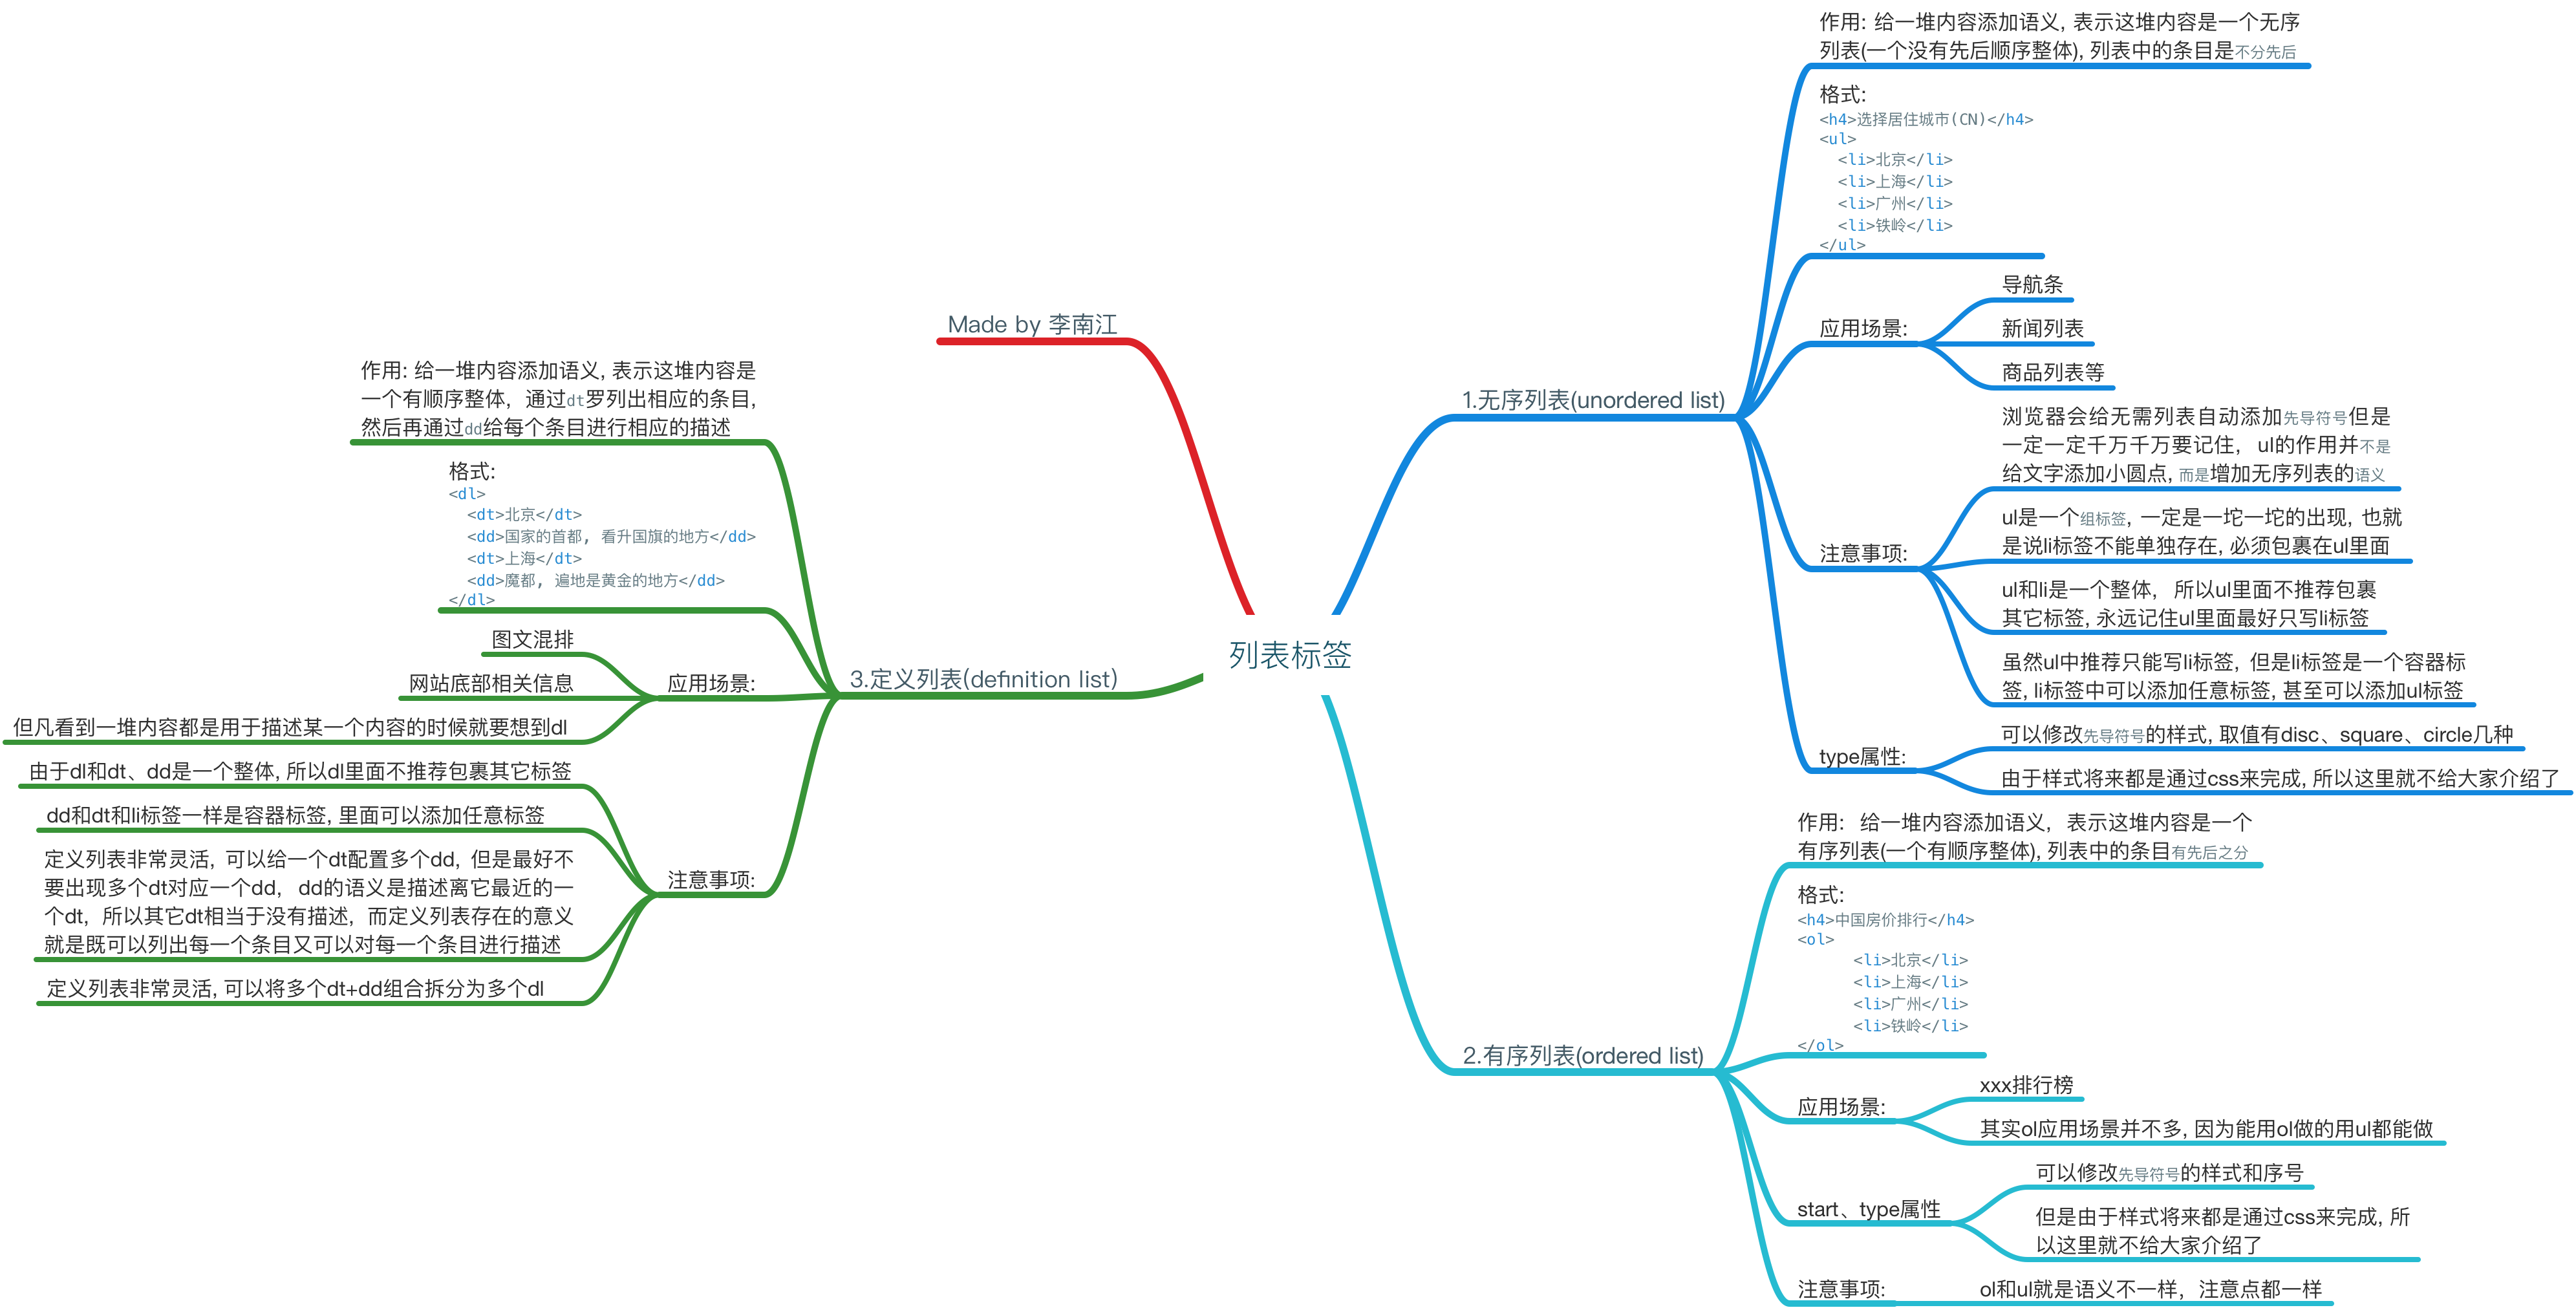 列表标签
Made by 李南江
1.无序列表(unordered list)
作用: 给一堆内容添加语义, 表示这堆内容是一个无序
列表(一个没有先后顺序整体), 列表中的条目是不分先后
格式:
<h4>选择居住城市(CN)</h4>
<ul>
<li>北京</li>
<li>上海</li>
<li>广州</li>
<li>铁岭</li>
</ul>
应用场景:
导航条
新闻列表
商品列表等
注意事项:
浏览器会给无需列表自动添加先导符号但是
一定一定千万千万要记住, ul的作用并不是
给文字添加小圆点, 而是增加无序列表的语义
ul是一个组标签, 一定是一坨一坨的出现, 也就
是说li标签不能单独存在, 必须包裹在ul里面
ul和li是一个整体, 所以ul里面不推荐包裹
其它标签, 永远记住ul里面最好只写li标签
虽然ul中推荐只能写li标签, 但是li标签是一个容器标
签, li标签中可以添加任意标签, 甚至可以添加ul标签
type属性:
可以修改先导符号的样式, 取值有disc、square、circle几种
由于样式将来都是通过css来完成, 所以这里就不给大家介绍了
2.有序列表(ordered list)
作用: 给一堆内容添加语义, 表示这堆内容是一个
有序列表(一个有顺序整体), 列表中的条目有先后之分
格式:
<h4>中国房价排行</h4>
<ol>
<li>北京</li>
<li>上海</li>
<li>广州</li>
<li>铁岭</li>
</ol>
应用场景:
xxx排行榜
其实ol应用场景并不多, 因为能用ol做的用ul都能做
start、type属性
可以修改先导符号的样式和序号
但是由于样式将来都是通过css来完成, 所
以这里就不给大家介绍了
注意事项:
ol和ul就是语义不一样, 注意点都一样
3.定义列表(definition list)
作用: 给一堆内容添加语义, 表示这堆内容是
一个有顺序整体, 通过dt罗列出相应的条目,
然后再通过dd给每个条目进行相应的描述
格式:
<dl>
<dt>北京</dt>
<dd>国家的首都, 看升国旗的地方</dd>
<dt>上海</dt>
<dd>魔都, 遍地是黄金的地方</dd>
</dl>
应用场景:
图文混排
网站底部相关信息
但凡看到一堆内容都是用于描述某一个内容的时候就要想到dl
注意事项:
由于dl和dt、dd是一个整体, 所以dl里面不推荐包裹其它标签
dd和dt和li标签一样是容器标签, 里面可以添加任意标签
定义列表非常灵活, 可以给一个dt配置多个dd, 但是最好不
要出现多个dt对应一个dd, dd的语义是描述离它最近的一
个dt, 所以其它dt相当于没有描述, 而定义列表存在的意义
就是既可以列出每一个条目又可以对每一个条目进行描述
定义列表非常灵活, 可以将多个dt+dd组合拆分为多个dl